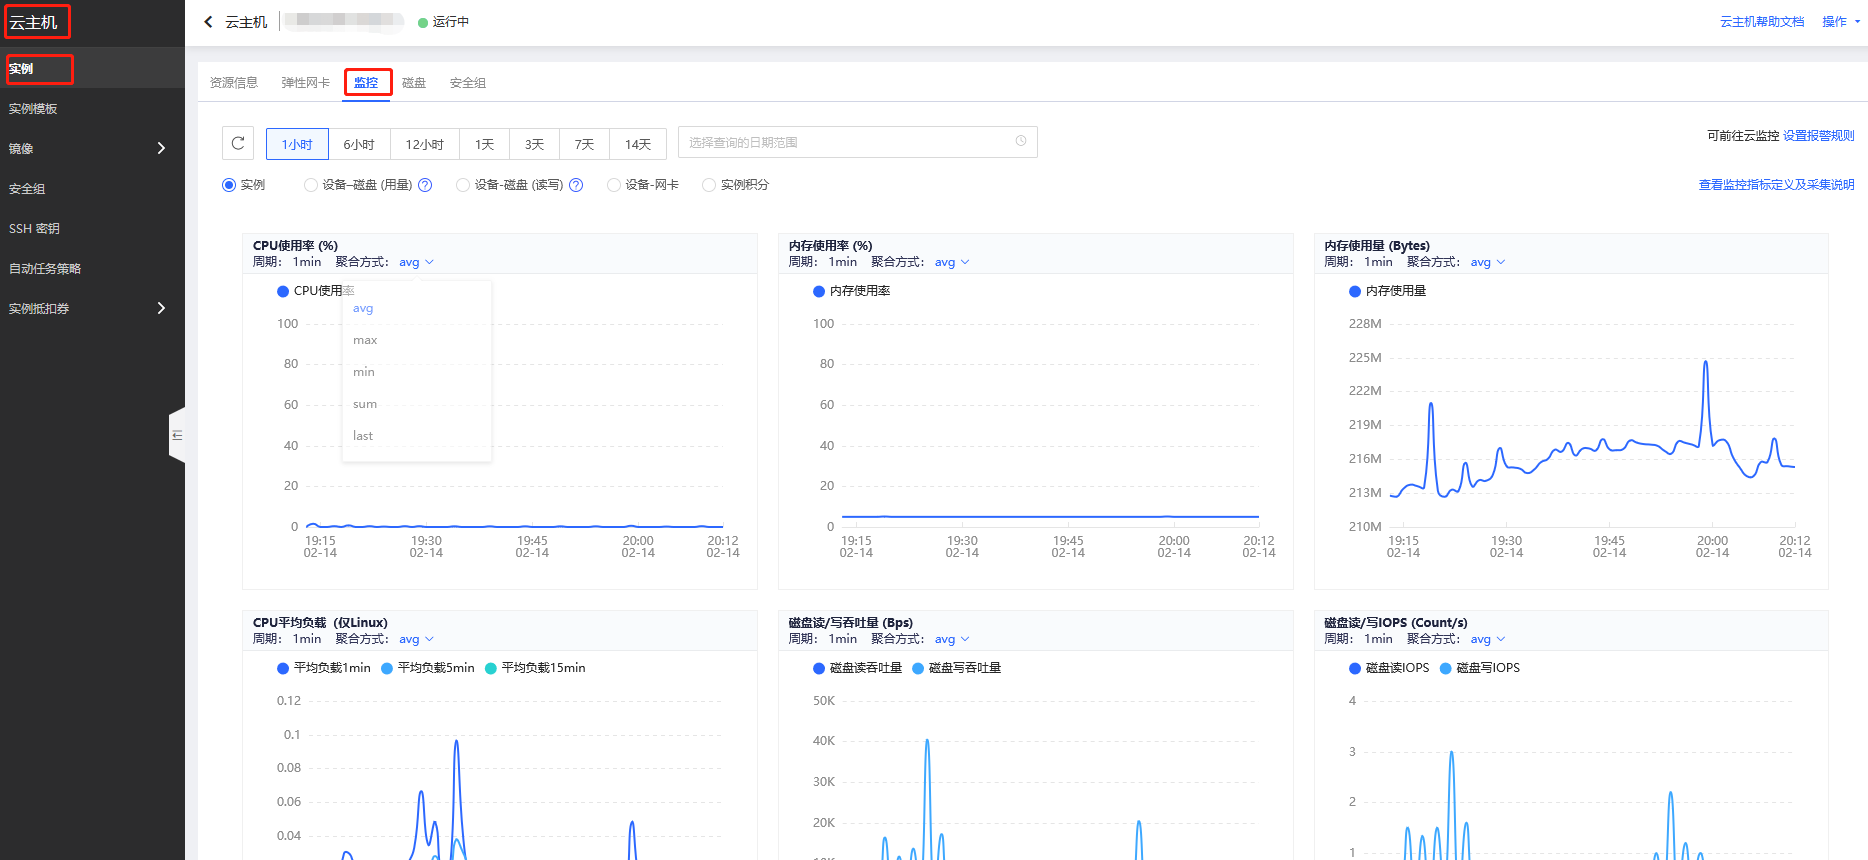 云主机
实例
实例模板
镜像
安全组
SSH 密钥
自动任务策略
实例抵扣券
云主机
运行中
云主机帮助文档 操作
资源信息 弹性网卡 监控 磁盘 安全组
1小时 6小时 12小时 1天 3天 7天 14天 选择查询的日期范围
可前往云监控 设置报警规则
实例 设备-磁盘 (用量) 设备-磁盘 (读写) 设备-网卡 实例积分
查看监控指标定义及采集说明
CPU使用率 (%)
周期： 1min 聚合方式： avg
CPU使用率
avg
max
min
sum
last
100
80
60
40
20
0
19:15 19:30 19:45 20:00 20:12
02-14 02-14 02-14 02-14 02-14
内存使用率 (%)
周期： 1min 聚合方式： avg
内存使用率
100
80
60
40
20
0
19:15 19:30 19:45 20:00 20:12
02-14 02-14 02-14 02-14 02-14
内存使用量 (Bytes)
周期： 1min 聚合方式： avg
内存使用量
228M
225M
222M
219M
216M
213M
210M
19:15 19:30 19:45 20:00 20:12
02-14 02-14 02-14 02-14 02-14
CPU平均负载（仅Linux）
周期： 1min 聚合方式： avg
平均负载1min 平均负载5min 平均负载15min
0.12
0.1
0.08
0.06
0.04
磁盘读/写吞吐量 (Bps)
周期： 1min 聚合方式： avg
磁盘读吞吐量 磁盘写吞吐量
50K
40K
30K
20K
磁盘读/写IOPS (Count/s)
周期： 1min 聚合方式： avg
磁盘读IOPS 磁盘写IOPS
4
3
2
1